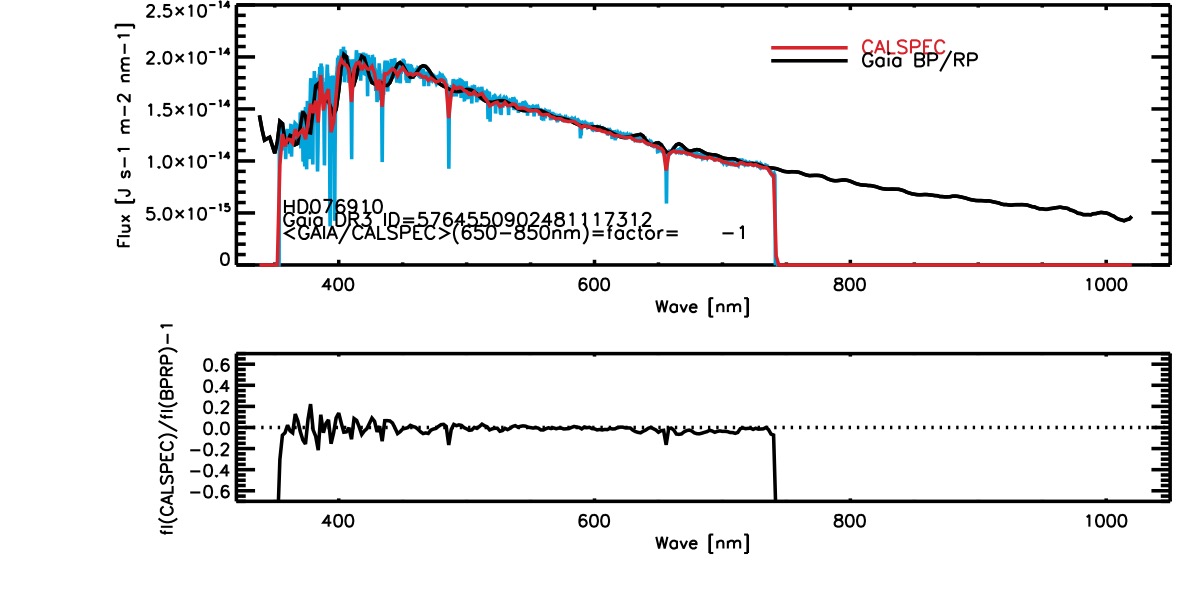 2.5×10−14
2.0×10−14
1.5×10−14
1.0×10−14
5.0×10−15
0
Flux [J s−1 m−2 nm−1]
CALSPEC
Gaia BP/RP
HD076910
Gaia DR3 ID=5764550902481117312
<GAIA/CALSPEC>(650−850nm)=factor= −1
400 600 800 1000
Wave [nm]
fl(CALSPEC)/fl(BPRP)−1
0.6
0.4
0.2
0.0
−0.2
−0.4
−0.6
400 600 800 1000
Wave [nm]